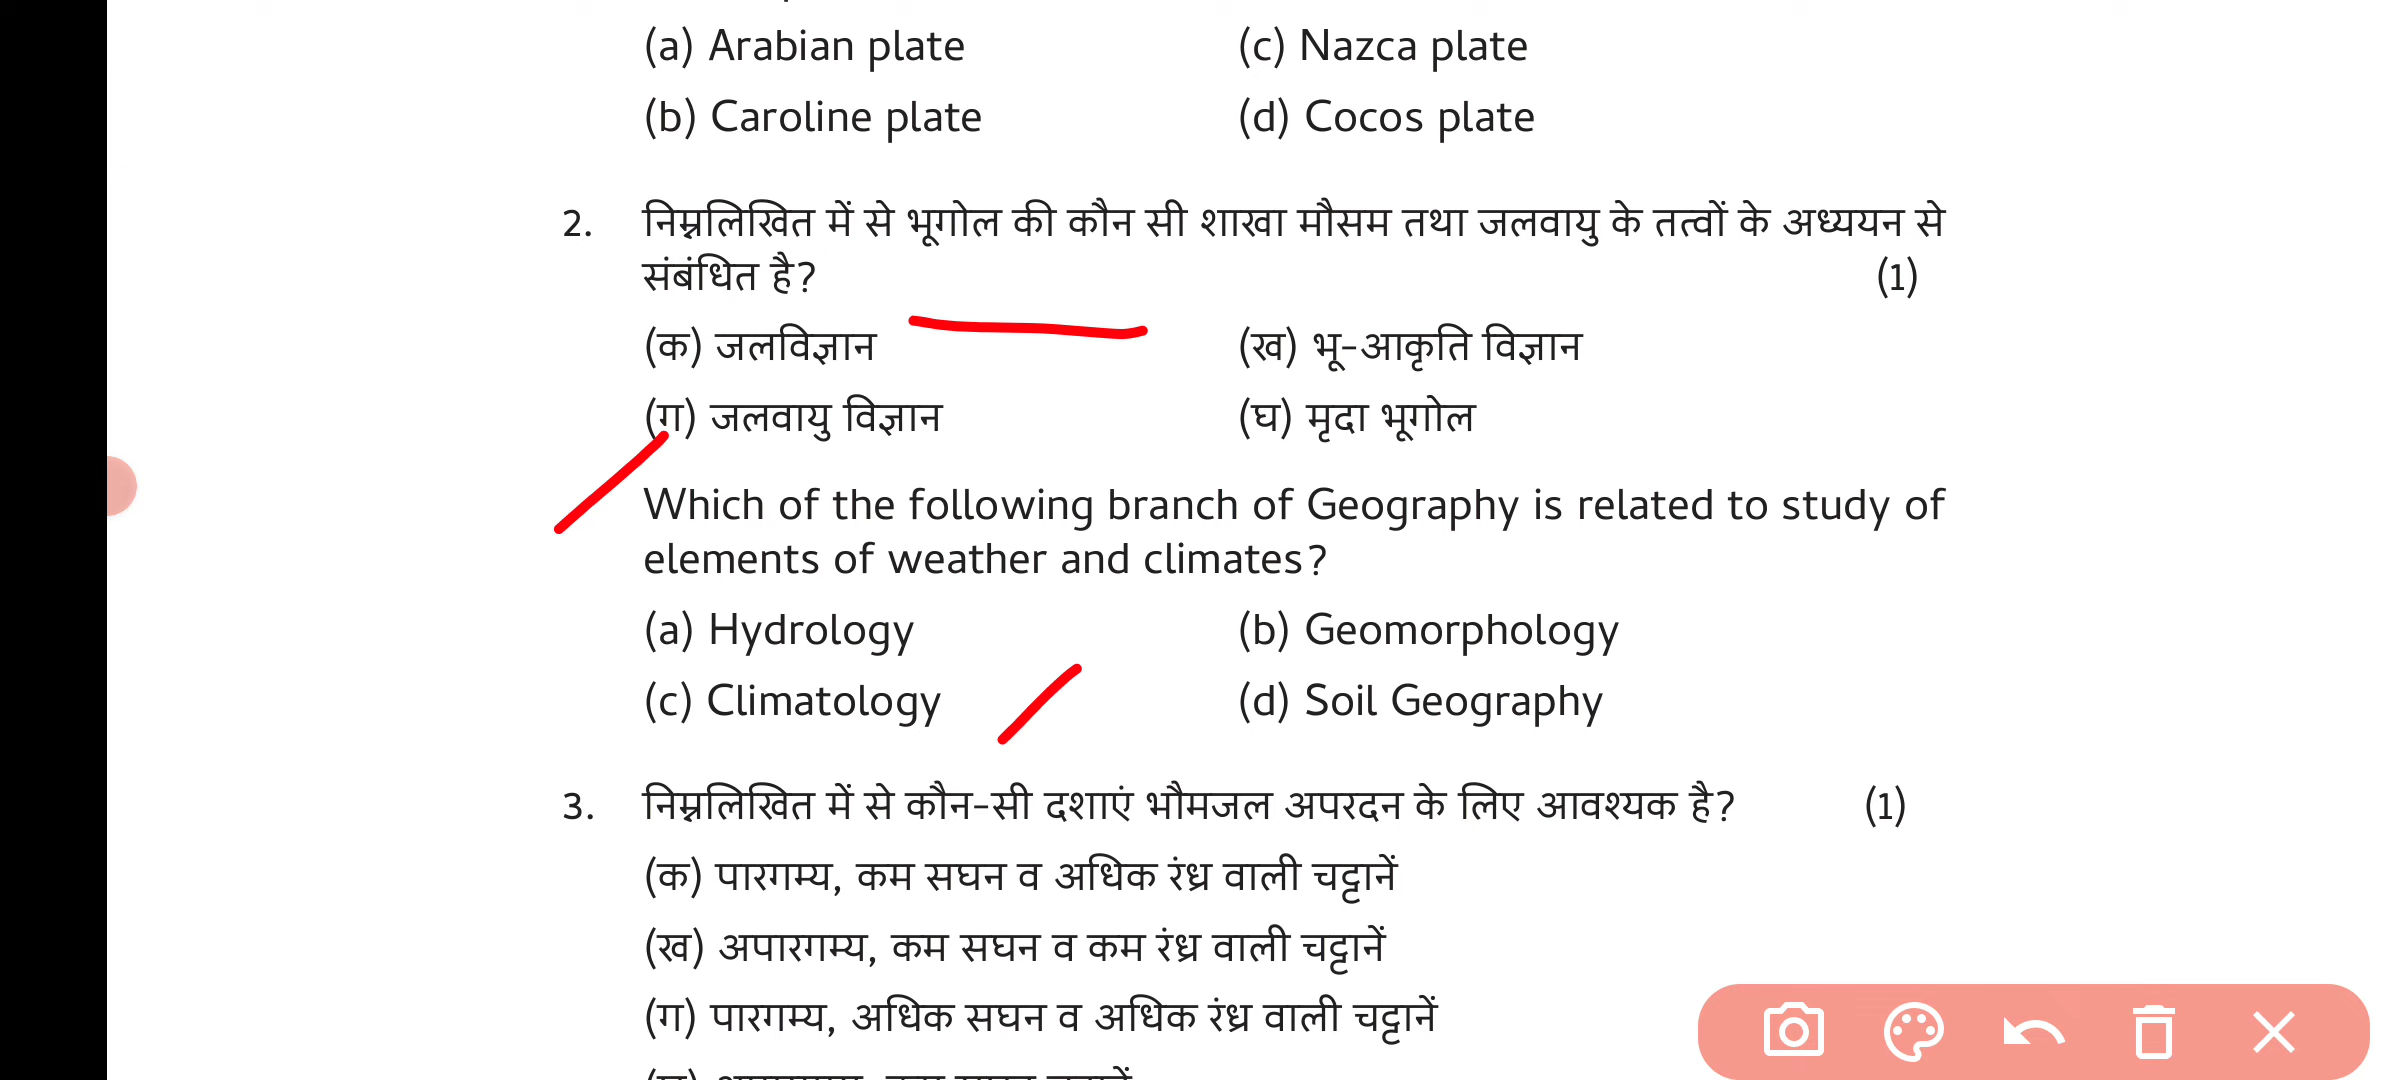 (a) Arabian plate (c) Nazca plate
(b) Caroline plate (d) Cocos plate
2. निम्नलिखित में से भूगोल की कौन सी शाखा मौसम तथा जलवायु के तत्वों के अध्ययन से
संबंधित है? (1)
(क) जलविज्ञान (ख) भू-आकृति विज्ञान
(ग) जलवायु विज्ञान (घ) मृदा भूगोल
Which of the following branch of Geography is related to study of
elements of weather and climates?
(a) Hydrology (b) Geomorphology
(c) Climatology (d) Soil Geography
3. निम्नलिखित में से कौन-सी दशाएं भौमजल अपरदन के लिए आवश्यक है? (1)
(क) पारगम्य, कम सघन व अधिक रंध्र वाली चट्टानें
(ख) अपारगम्य, कम सघन व कम रंध्र वाली चट्टानें
(ग) पारगम्य, अधिक सघन व अधिक रंध्र वाली चट्टानें